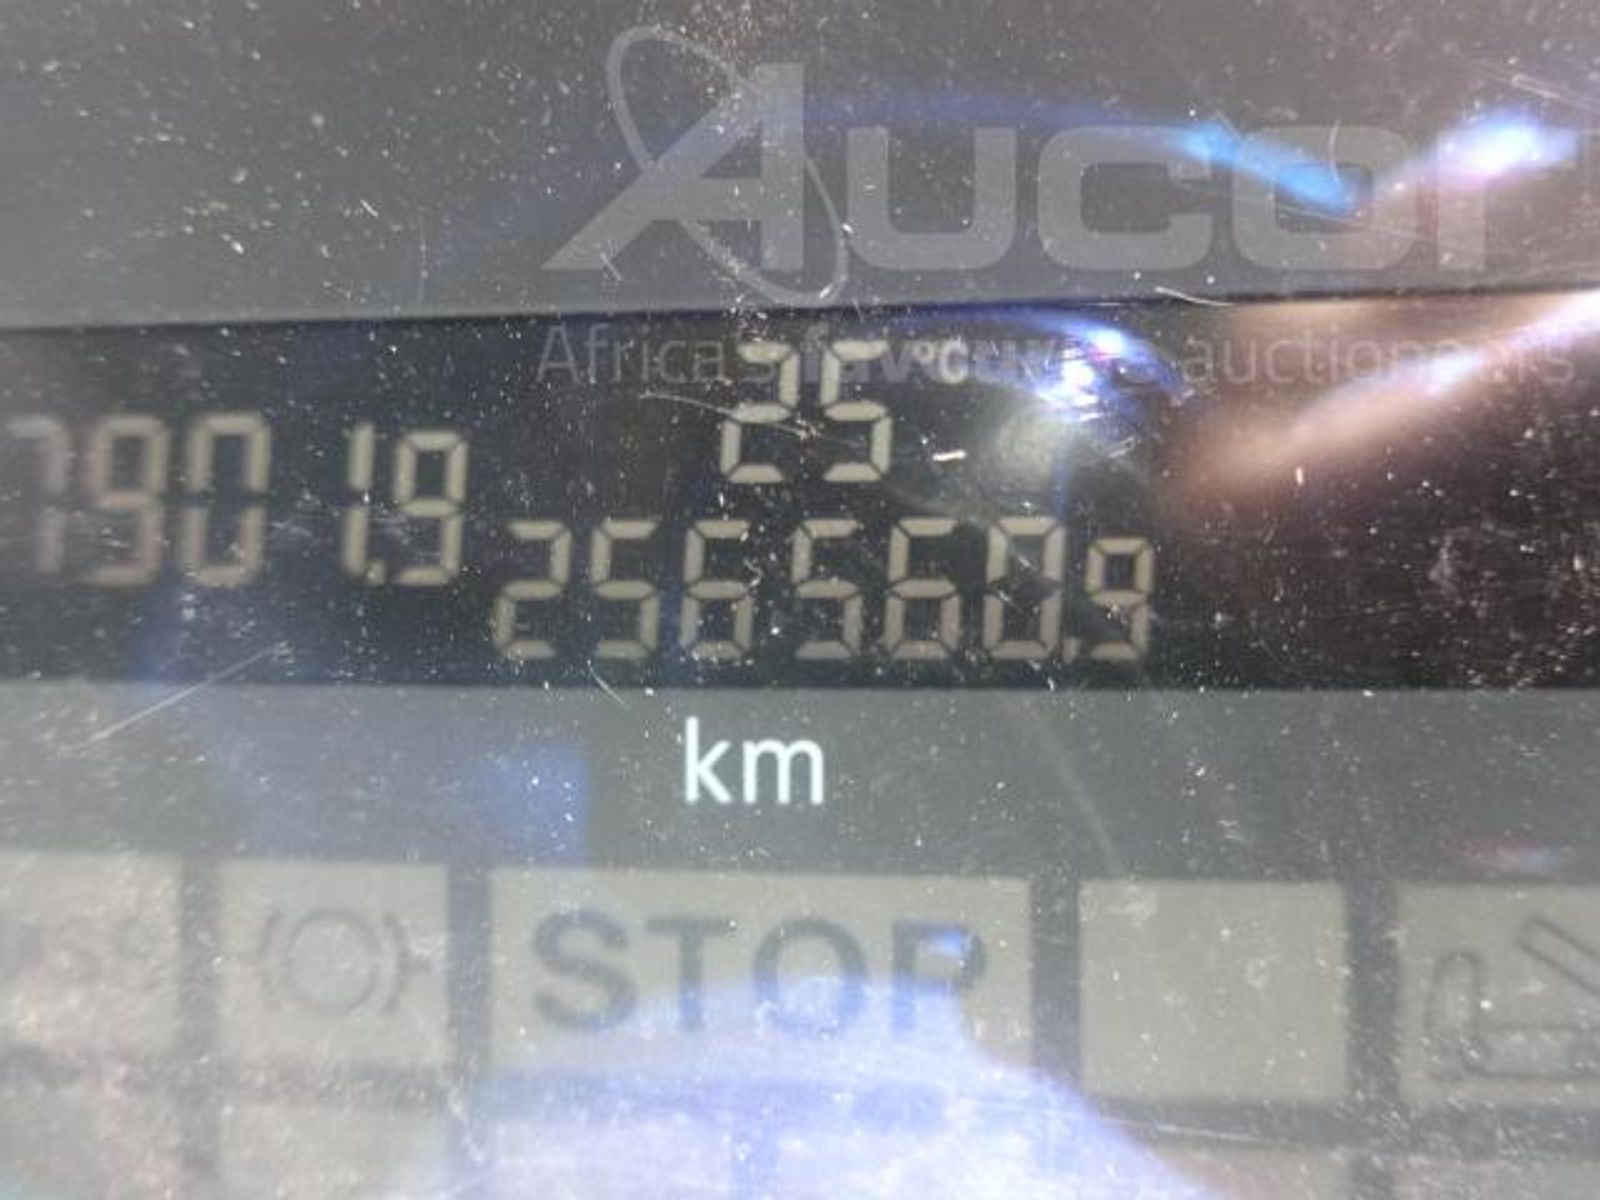 Aucor
Africa's favourite auctioneers
25 °C
790 1.9
256560.9
km
STOP